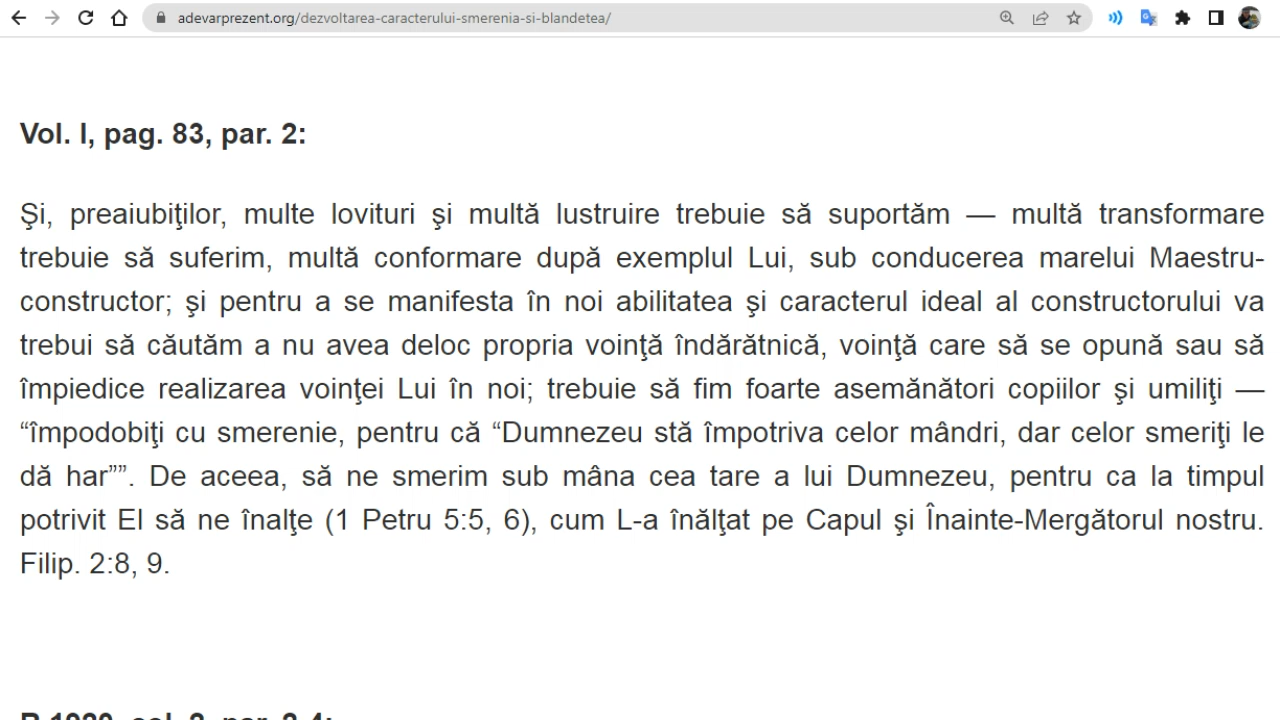 adevarprezent.org/dezvoltarea-caracterului-smerenia-si-blandetea/
Vol. I, pag. 83, par. 2:
Şi, preaiubiţilor, multe lovituri şi multă lustruire trebuie să suportăm — multă transformare
trebuie să suferim, multă conformare după exemplul Lui, sub conducerea marelui Maestru-
constructor; şi pentru a se manifesta în noi abilitatea şi caracterul ideal al constructorului va
trebui să căutăm a nu avea deloc propria voinţă îndărătnică, voinţă care să se opună sau să
împiedice realizarea voinţei Lui în noi; trebuie să fim foarte asemănători copiilor şi umiliţi —
“împodobiţi cu smerenie, pentru că “Dumnezeu stă împotriva celor mândri, dar celor smeriţi le
dă har””. De aceea, să ne smerim sub mâna cea tare a lui Dumnezeu, pentru ca la timpul
potrivit El să ne înalţe (1 Petru 5:5, 6), cum L-a înălţat pe Capul şi Înainte-Mergătorul nostru.
Filip. 2:8, 9.